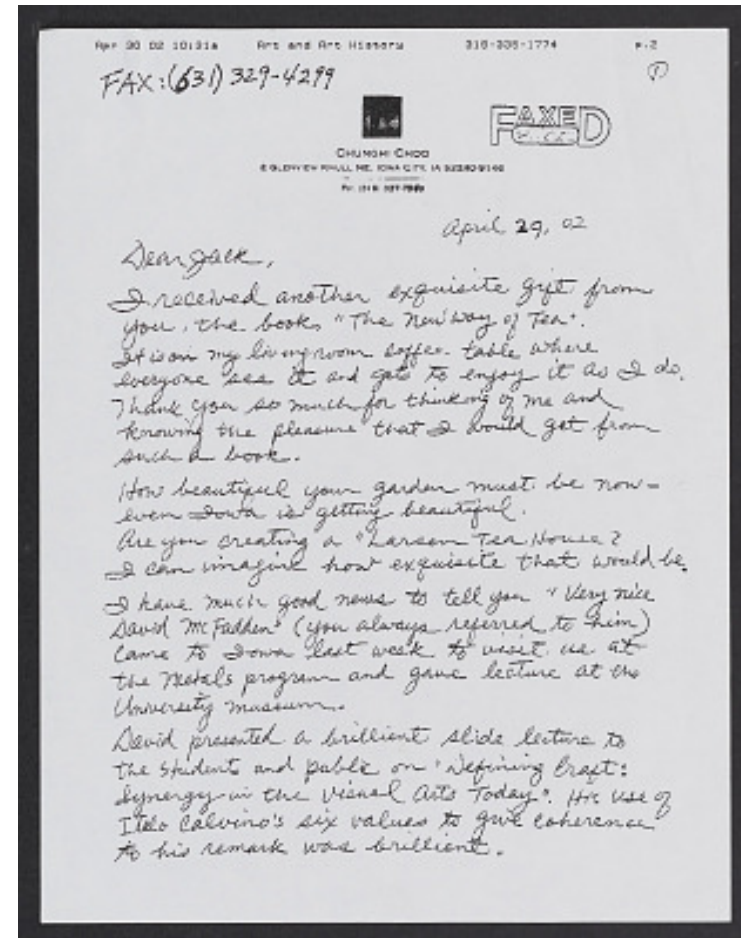 Apr 30 02 10:31a Art and Art History 319-335-1774 p.2
FAX: (631) 329-4299
1
FAXED
CHUNGHI CHOO
IOWA CITY, IA
April 29, 02
Dear Jack,
I received another exquisite gift from
you, the book, "The New Way of Tea".
It is on my living room coffee table where
everyone see it and gets to enjoy it as I do.
Thank you so much for thinking of me and
knowing the pleasure that I would get from
such a book.
How beautiful your garden must be now –
even Iowa is getting beautiful.
Are you creating a "Larsen Tea House?
I can imagine how exquisite that would be.
I have much good news to tell you "Very nice
David McFadden" (you always referred to him)
came to Iowa last week to visit us at
the Metals program and gave lecture at the
University museum.
David presented a brilliant slide lecture to
the students and public on "Defining Craft:
Synergy in the Visual Arts Today". His use of
Italo Calvino's six values to give coherence
to his remark was brilliant.